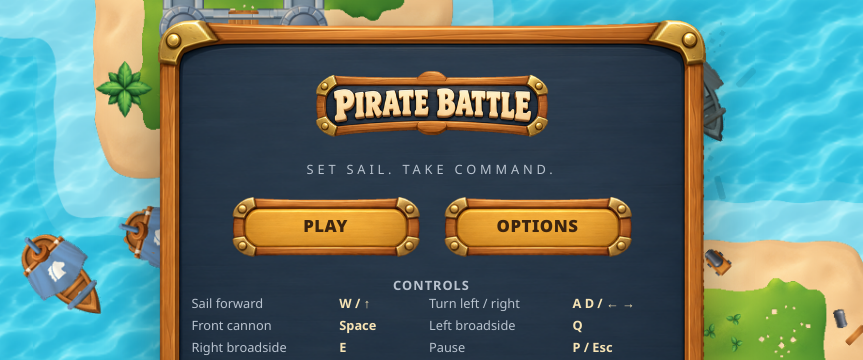 PIRATE BATTLE
SET SAIL. TAKE COMMAND.
PLAY OPTIONS
CONTROLS
Sail forward W / ↑ Turn left / right A D / ← →
Front cannon Space Left broadside Q
Right broadside E Pause P / Esc